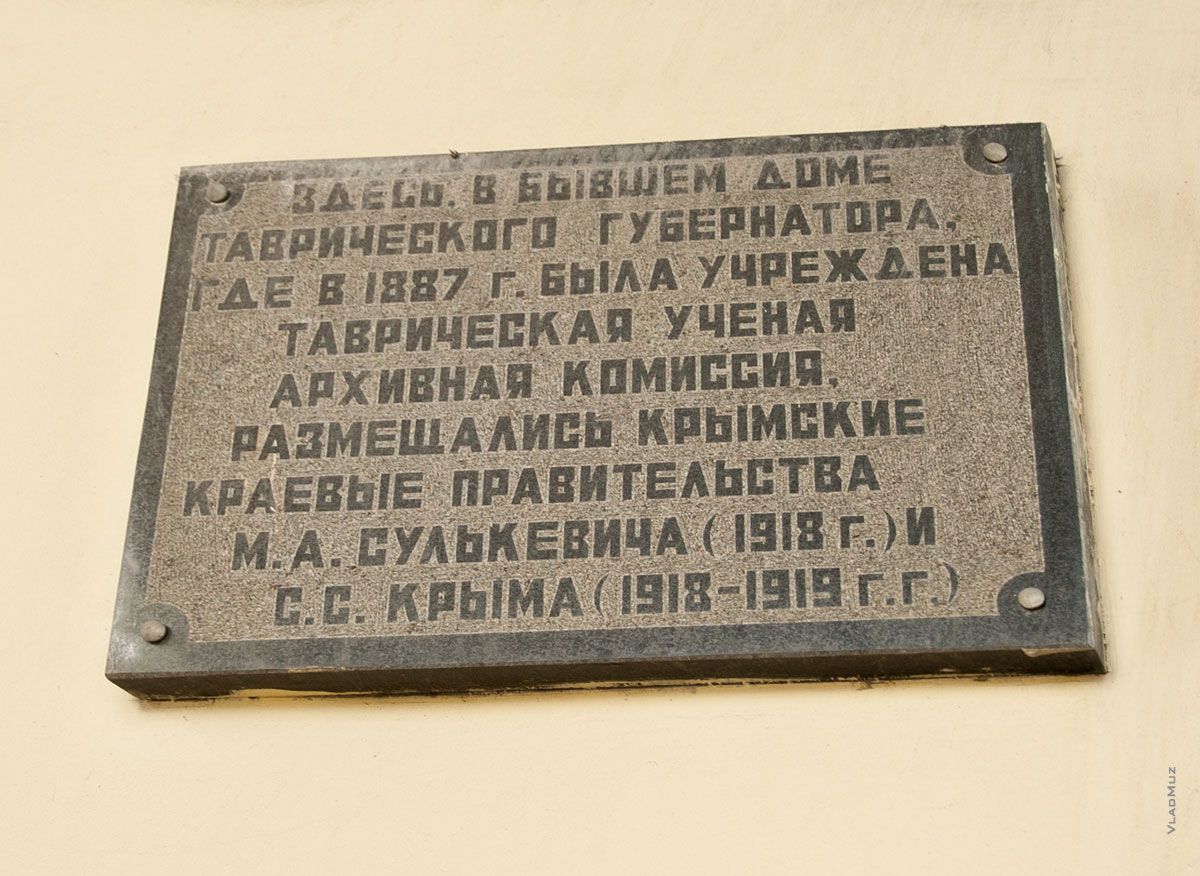 ЗДЕСЬ, В БЫВШЕМ ДОМЕ
ТАВРИЧЕСКОГО ГУБЕРНАТОРА,
ГДЕ В 1887 г. БЫЛА УЧРЕЖДЕНА
ТАВРИЧЕСКАЯ УЧЕНАЯ
АРХИВНАЯ КОМИССИЯ,
РАЗМЕЩАЛИСЬ КРЫМСКИЕ
КРАЕВЫЕ ПРАВИТЕЛЬСТВА
М.А. СУЛЬКЕВИЧА (1918 г.) И
С.С. КРЫМА (1918-1919 г.г.)
VLADMUZ